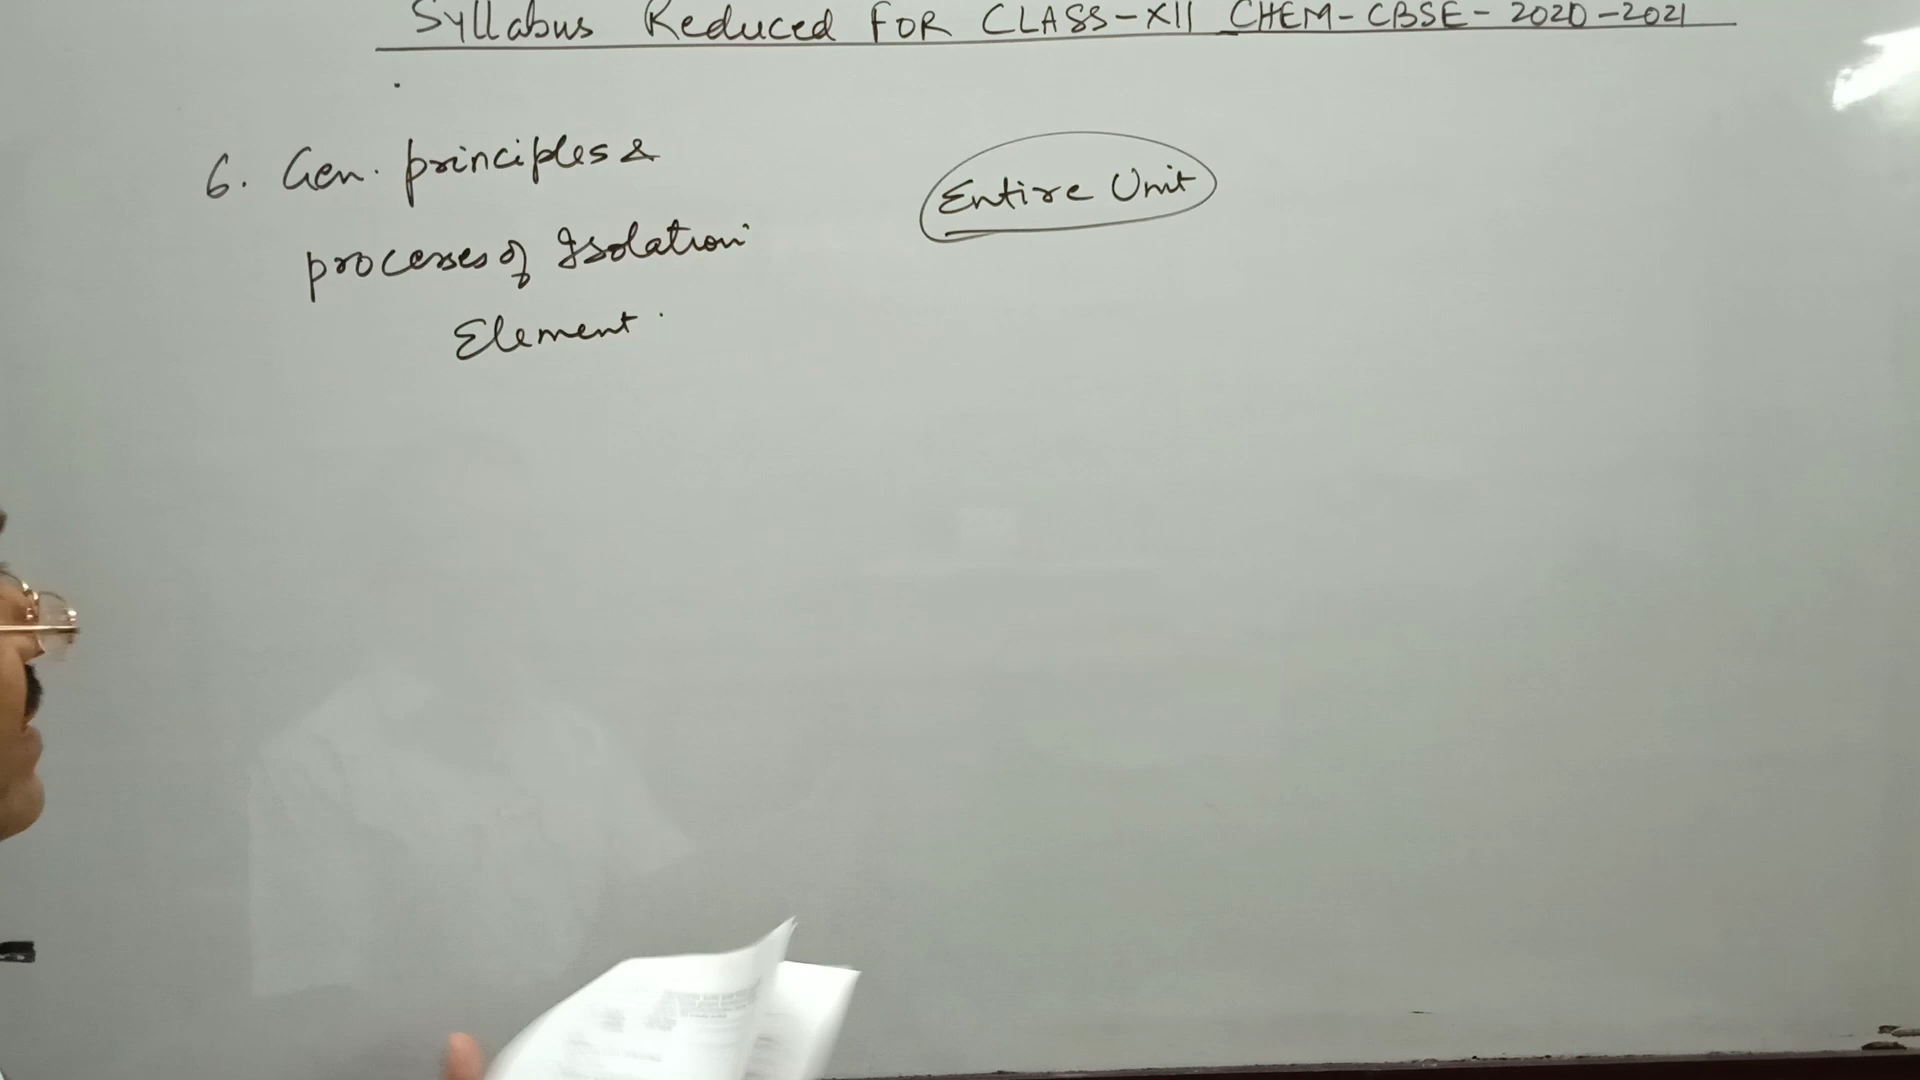 Syllabus Reduced FOR CLASS-XII CHEM-CBSE-2020-2021
6. Gen. principles &
processes of Isolation
Element.
Entire Unit